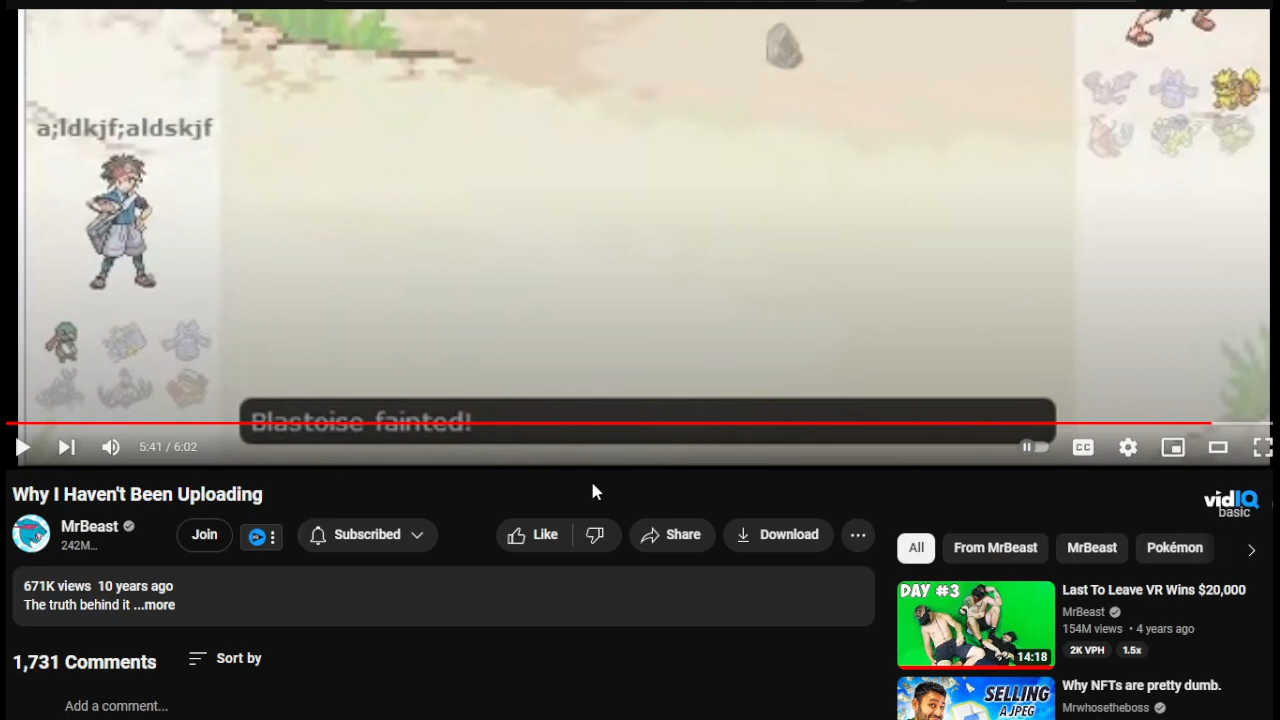 a;ldkjf;aldskjf
Blastoise fainted!
5:41 / 6:02
CC
Why I Haven't Been Uploading
MrBeast
242M...
Join
Subscribed
Like
Share
Download
671K views 10 years ago
The truth behind it ...more
1,731 Comments
Sort by
Add a comment...
vidIQ
basic
All
From MrBeast
MrBeast
Pokémon
DAY #3
14:18
Last To Leave VR Wins $20,000
MrBeast
154M views • 4 years ago
2K VPH
1.5x
SELLING
A JPEG
Why NFTs are pretty dumb.
Mrwhosetheboss